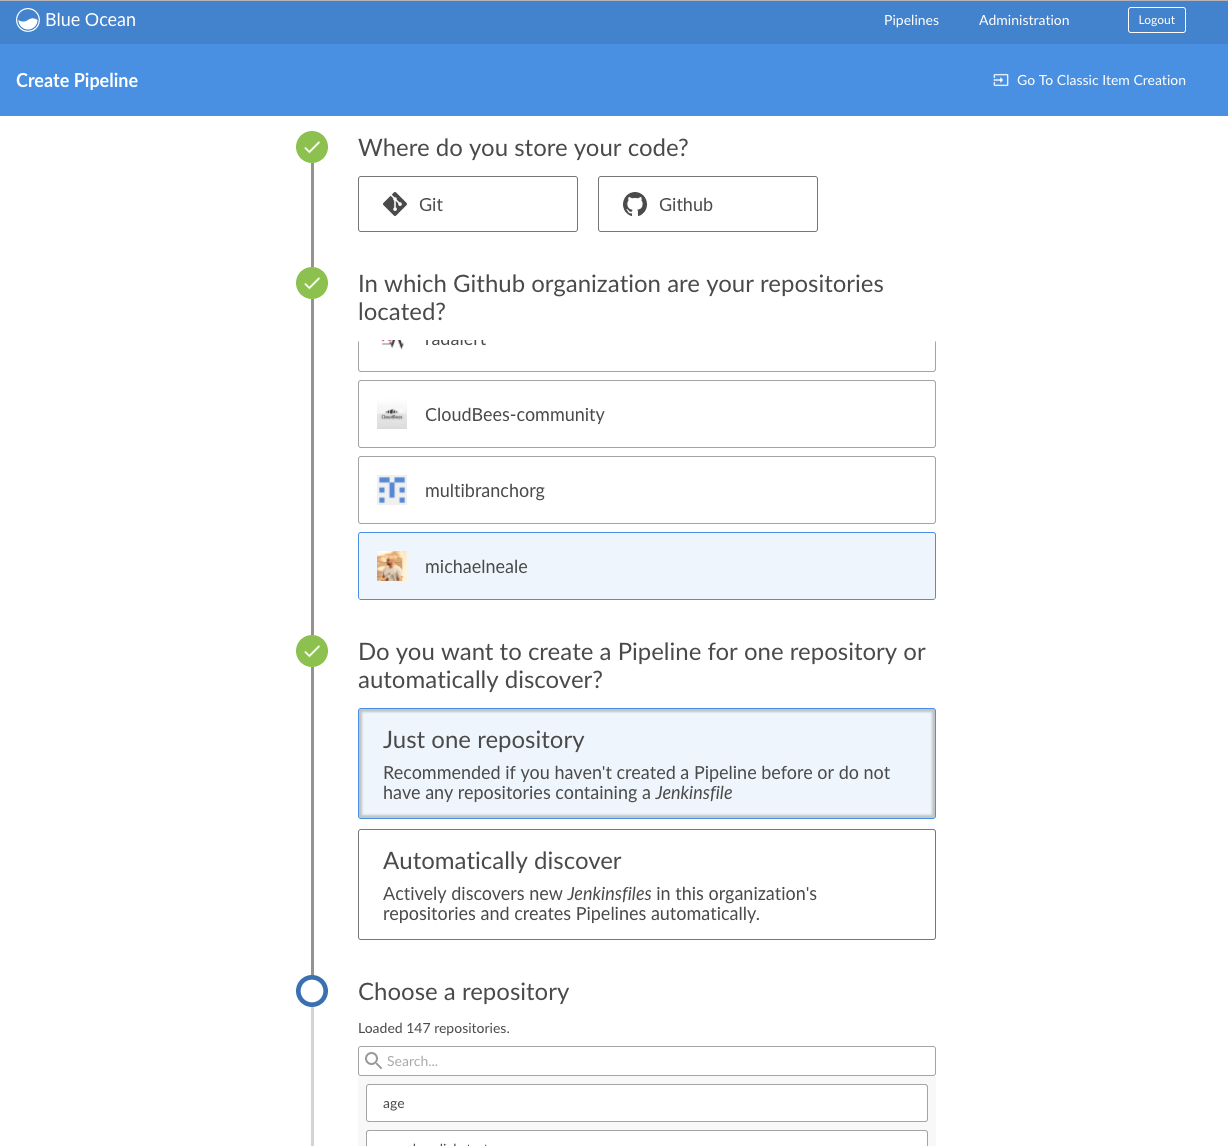 Blue Ocean
Pipelines
Administration
Logout
Create Pipeline
Go To Classic Item Creation
Where do you store your code?
Git
Github
In which Github organization are your repositories
located?
radalert
CloudBees-community
multibranchorg
michaelneale
Do you want to create a Pipeline for one repository or
automatically discover?
Just one repository
Recommended if you haven't created a Pipeline before or do not
have any repositories containing a Jenkinsfile
Automatically discover
Actively discovers new Jenkinsfiles in this organization's
repositories and creates Pipelines automatically.
Choose a repository
Loaded 147 repositories.
Search...
age